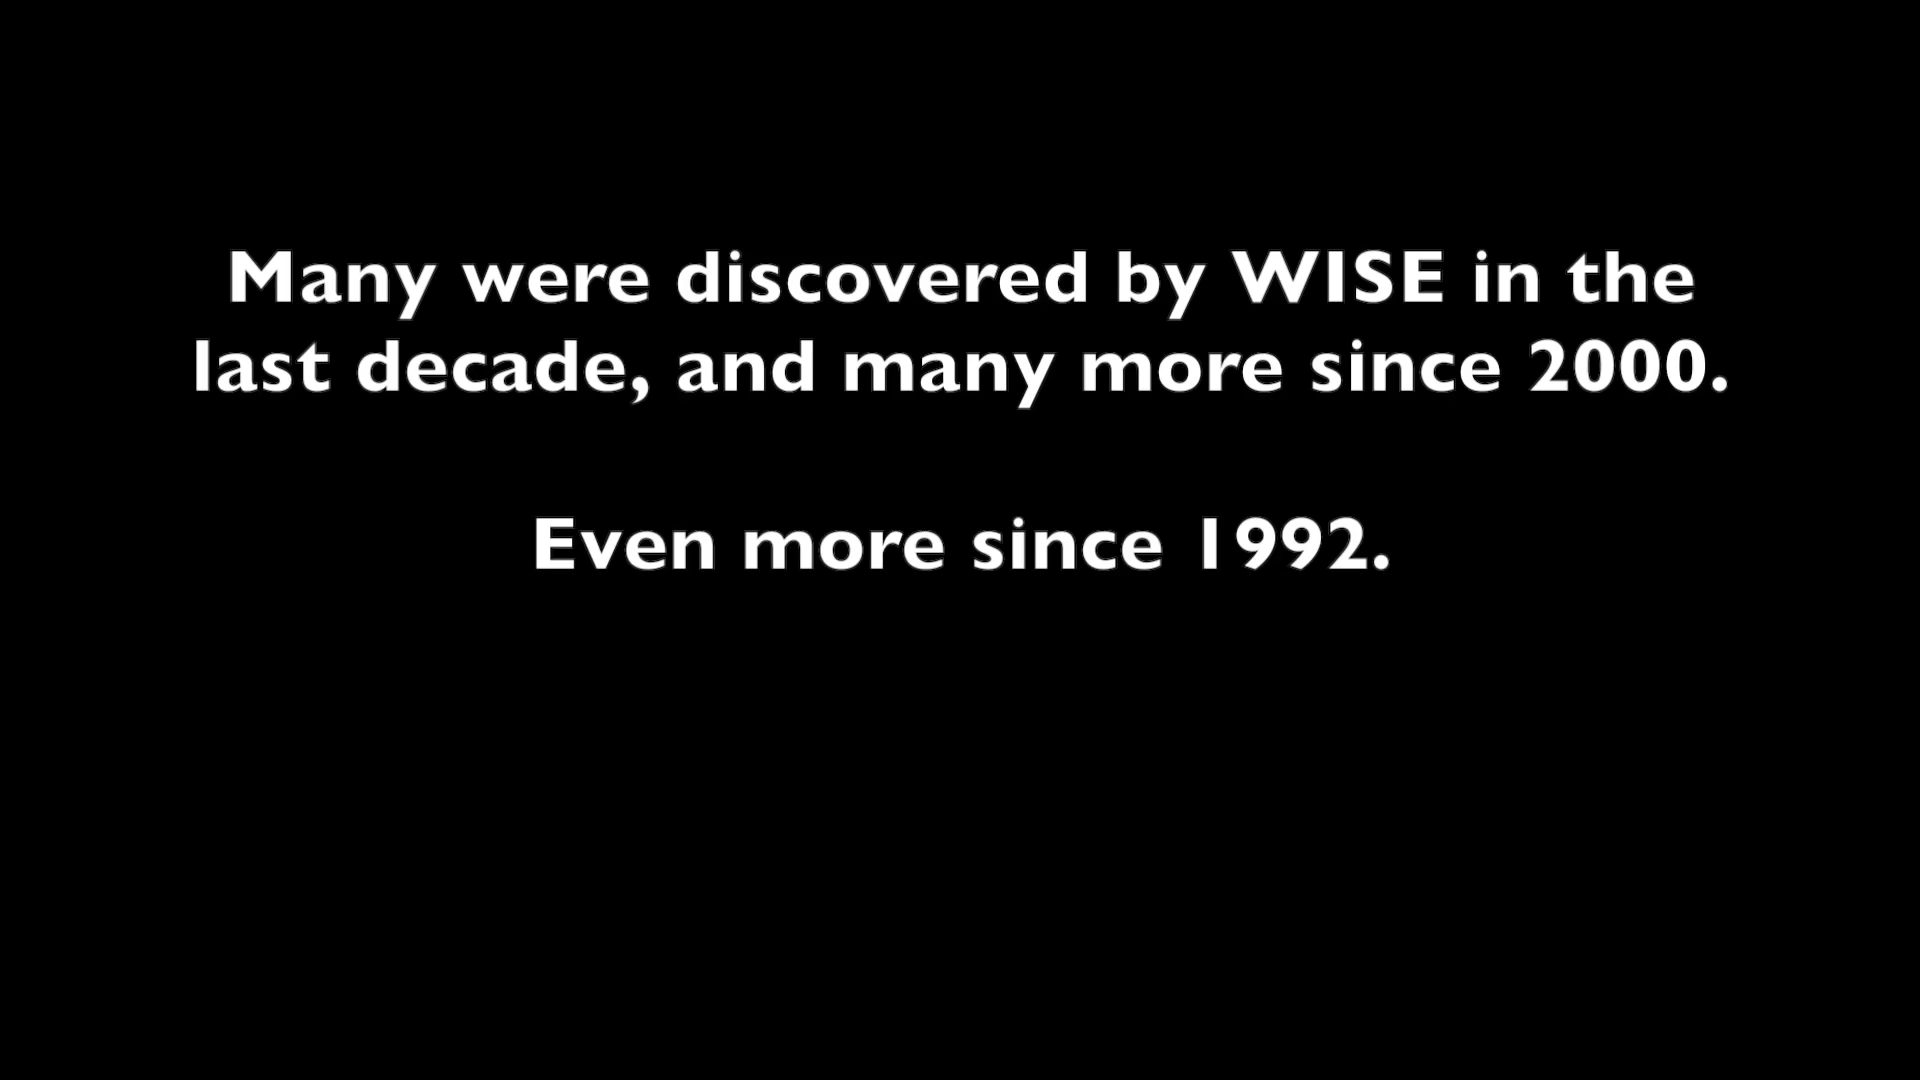 Many were discovered by WISE in the
last decade, and many more since 2000.
Even more since 1992.